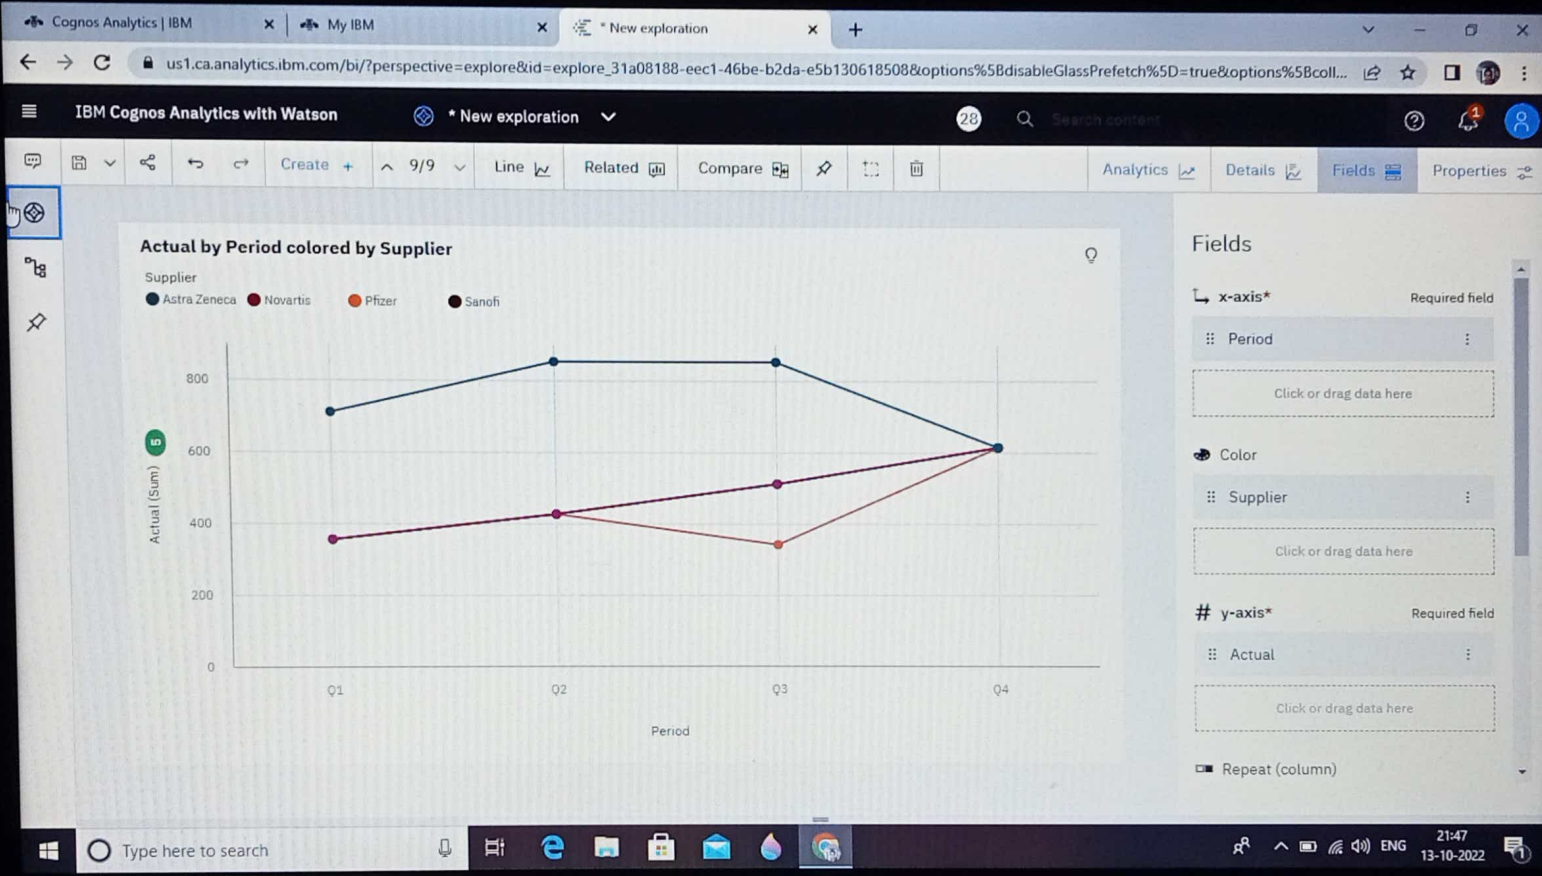 Cognos Analytics | IBM
My IBM
* New exploration
us1.ca.analytics.ibm.com/bi/?perspective=explore&id=explore_31a08188-eec1-46be-b2da-e5b130618508&options%5BdisableGlassPrefetch%5D=true&options%5Bcoll...
IBM Cognos Analytics with Watson
* New exploration
28
Search content
1
Create +
9/9
Line
Related
Compare
Analytics
Details
Fields
Properties
Actual by Period colored by Supplier
Supplier
Astra Zeneca
Novartis
Pfizer
Sanofi
800
600
400
200
0
5
Actual (Sum)
Q1
Q2
Q3
Q4
Period
Fields
x-axis*
Required field
Period
Click or drag data here
Color
Supplier
Click or drag data here
# y-axis*
Required field
Actual
Click or drag data here
Repeat (column)
Type here to search
ENG
21:47
13-10-2022
1